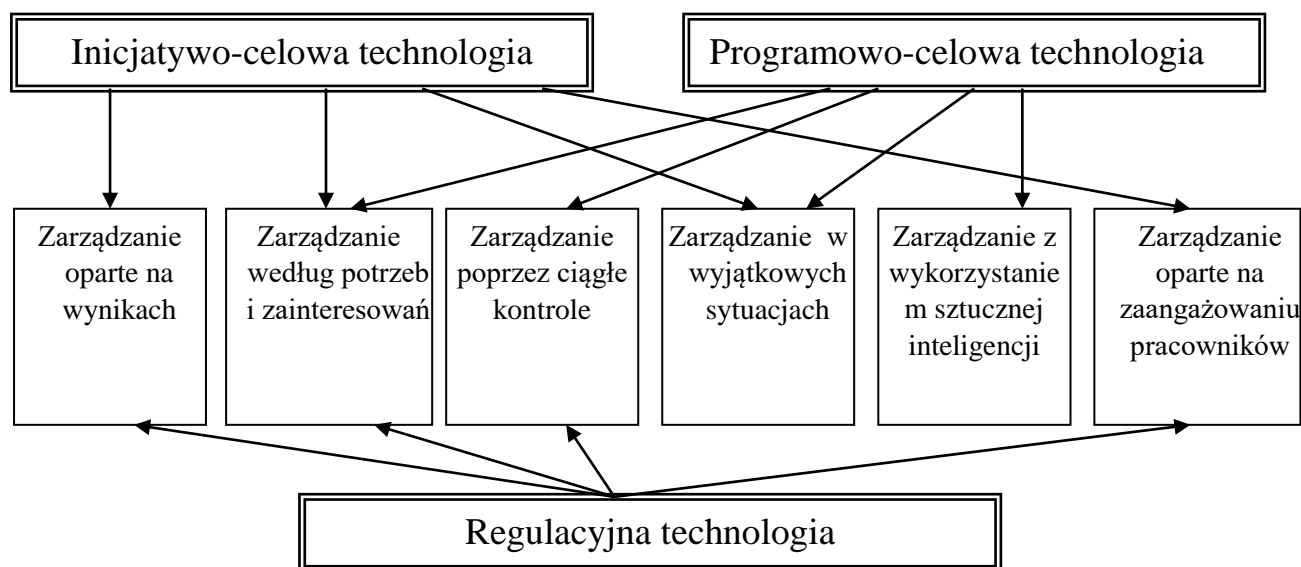 Inicjatywo-celowa technologia
Programowo-celowa technologia
Zarządzanie
oparte na
wynikach
Zarządzanie
według potrzeb
i zainteresowań
Zarządzanie
poprzez ciągłe
kontrole
Zarządzanie w
wyjątkowych
sytuacjach
Zarządzanie z
wykorzystanie
m sztucznej
inteligencji
Zarządzanie
oparte na
zaangażowaniu
pracowników
Regulacyjna technologia